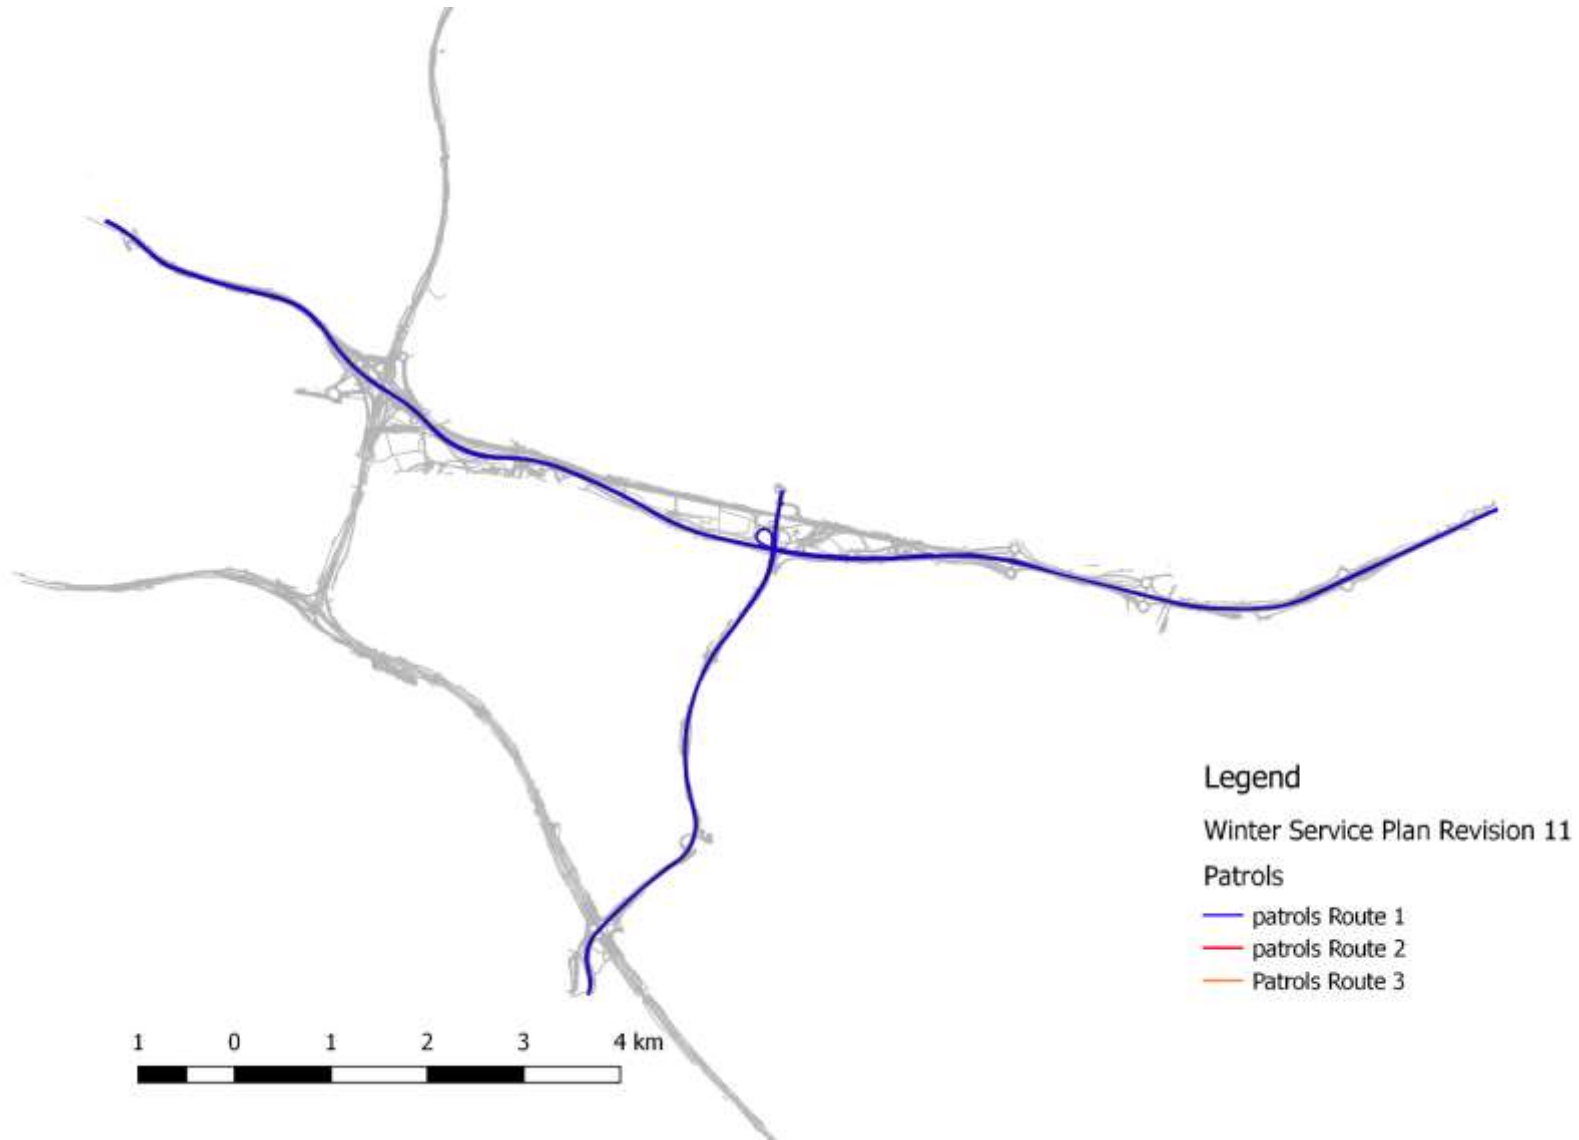 Legend
Winter Service Plan Revision 11
Patrols
patrols Route 1
patrols Route 2
Patrols Route 3
1 0 1 2 3 4 km